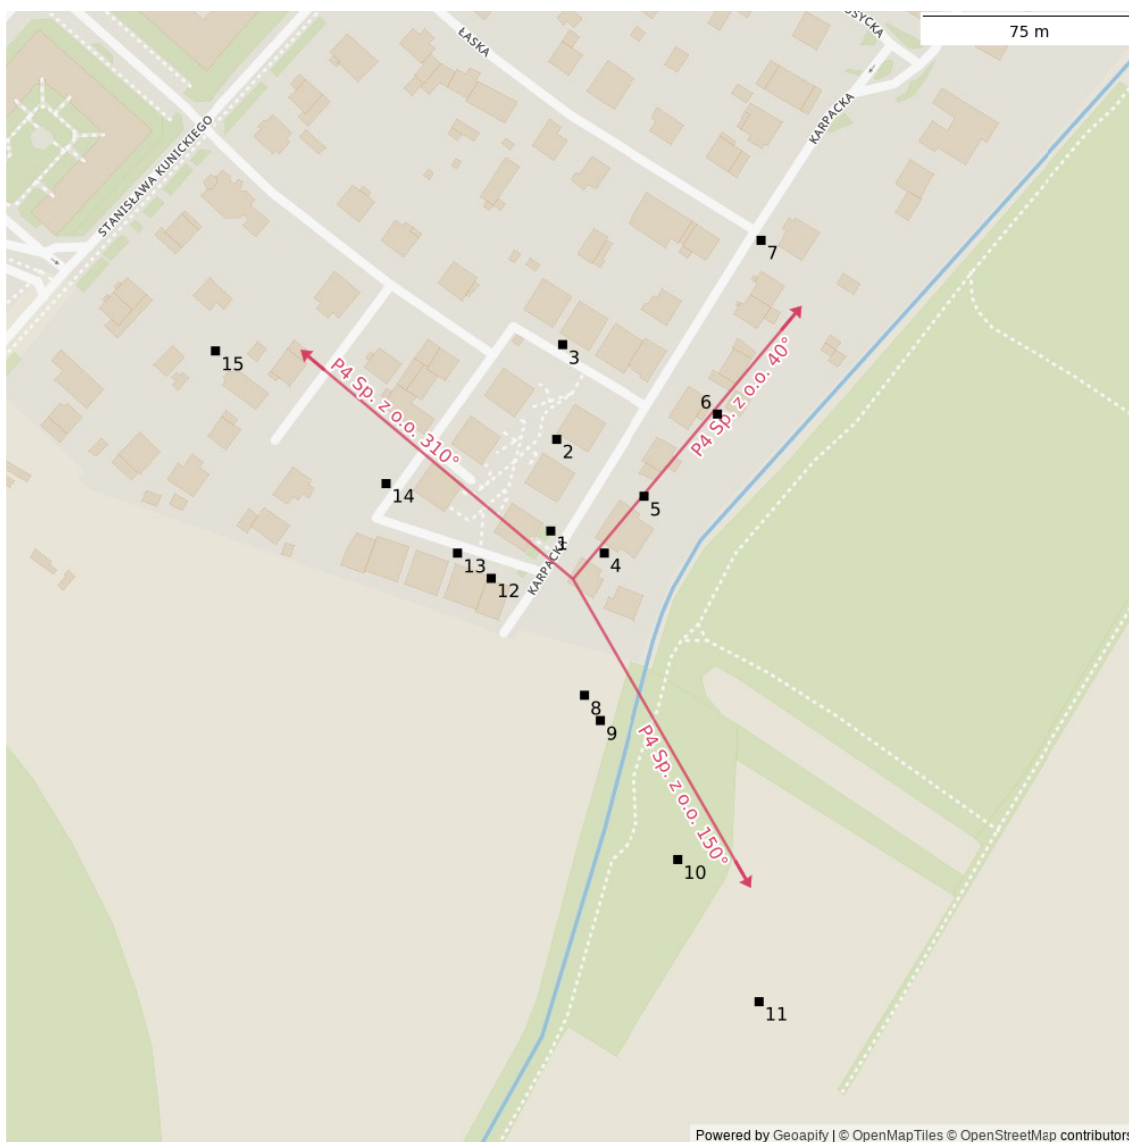 75 m
ŁASKA
KARPACKA
STANISŁAWA KUNICKIEGO
7
3
15
P4 Sp. z o.o. 310°
P4 Sp. z o.o. 40°
6
2
14
5
1
4
13
12
KARPACKA
8
9
P4 Sp. z o.o. 150°
10
11
Powered by Geoapify | © OpenMapTiles © OpenStreetMap contributors